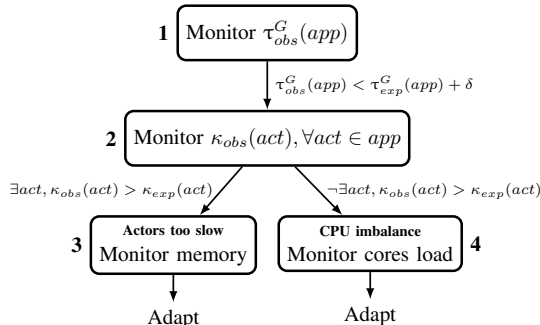 1 Monitor τ^G_obs(app)
τ^G_obs(app) < τ^G_exp(app) + δ
2 Monitor κ_obs(act), ∀act ∈ app
∃act, κ_obs(act) > κ_exp(act) ¬∃act, κ_obs(act) > κ_exp(act)
Actors too slow CPU imbalance
3 Monitor memory Monitor cores load 4
Adapt Adapt